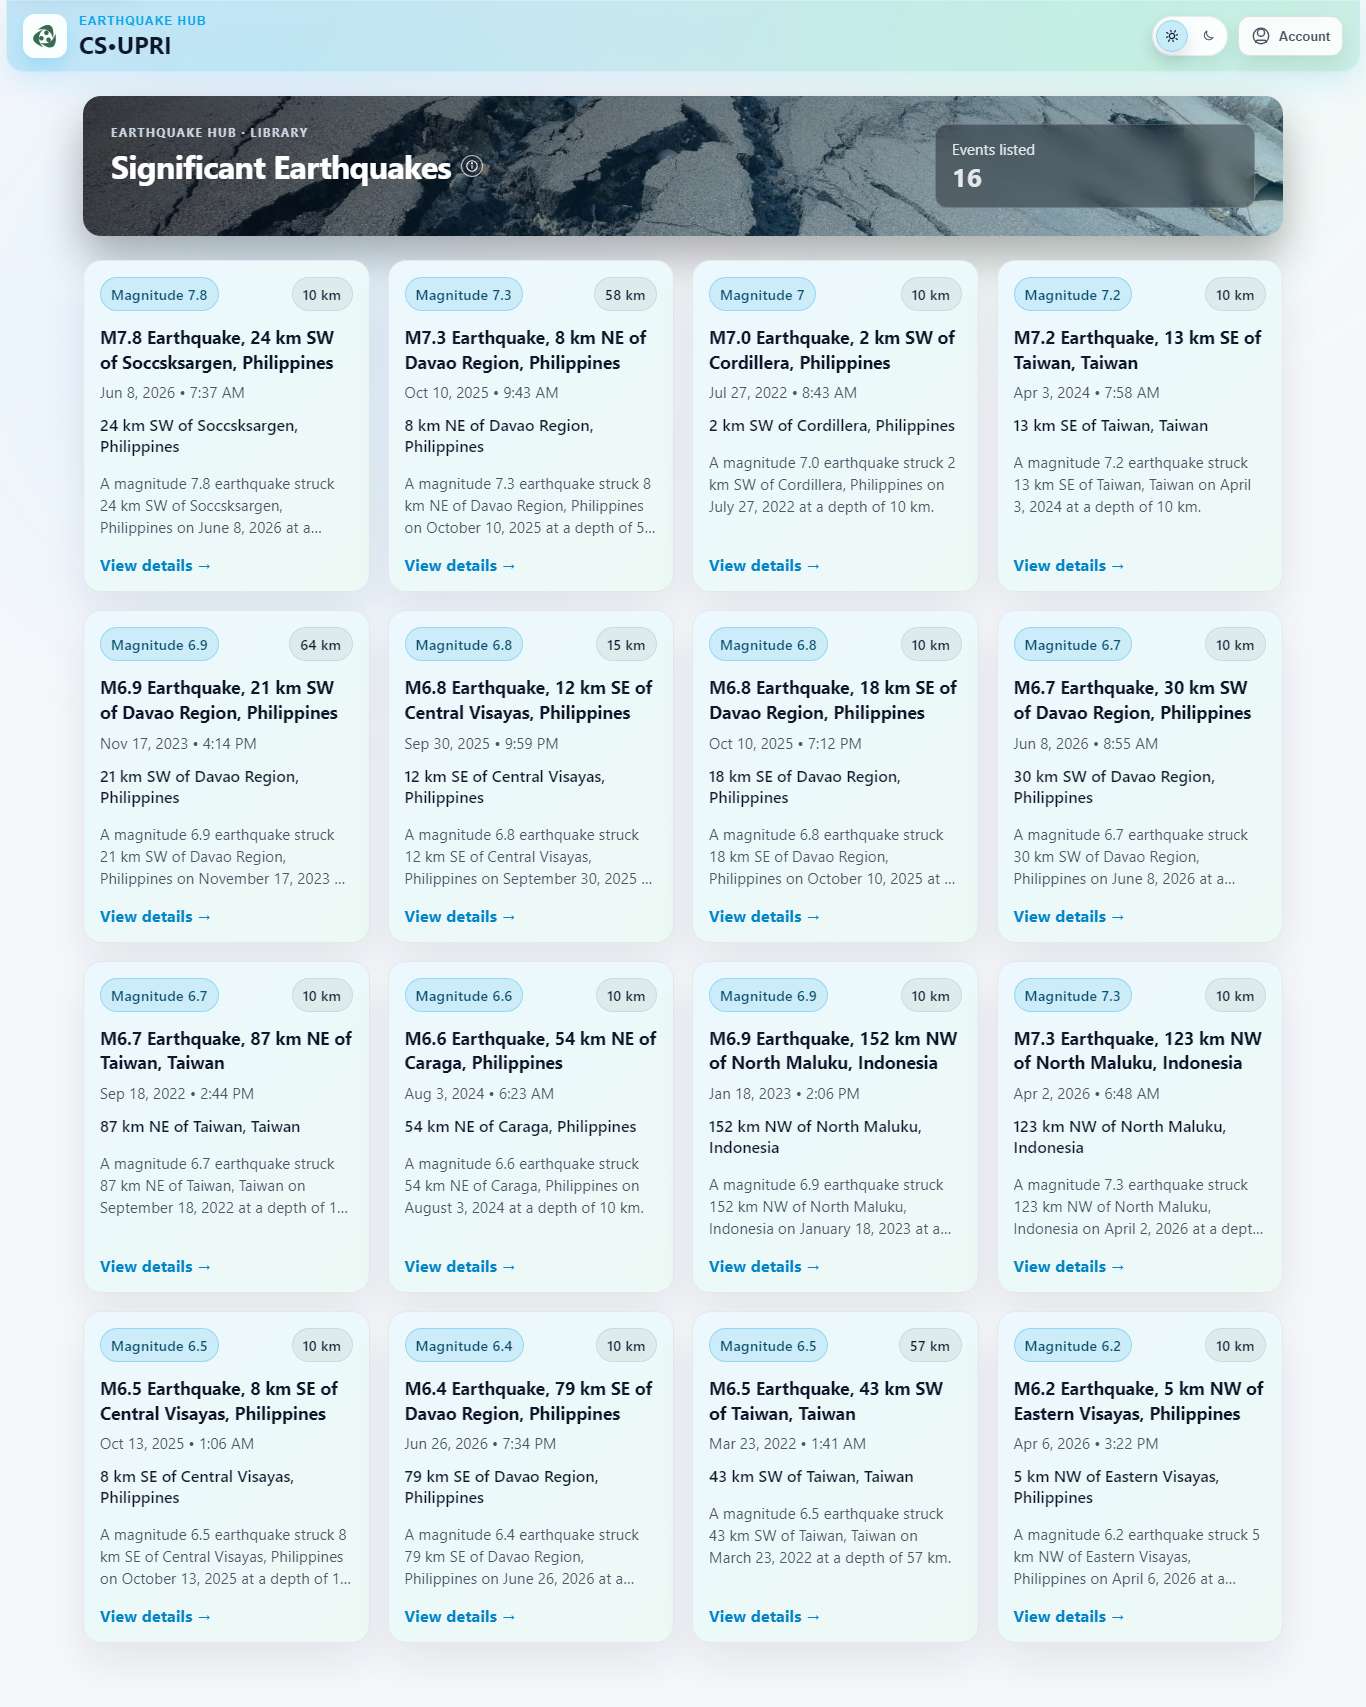 EARTHQUAKE HUB
CS•UPRI
Account
EARTHQUAKE HUB · LIBRARY
Significant Earthquakes
Events listed
16
Magnitude 7.8
10 km
M7.8 Earthquake, 24 km SW
of Soccsksargen, Philippines
Jun 8, 2026 • 7:37 AM
24 km SW of Soccsksargen,
Philippines
A magnitude 7.8 earthquake struck
24 km SW of Soccsksargen,
Philippines on June 8, 2026 at a...
View details →
Magnitude 7.3
58 km
M7.3 Earthquake, 8 km NE of
Davao Region, Philippines
Oct 10, 2025 • 9:43 AM
8 km NE of Davao Region,
Philippines
A magnitude 7.3 earthquake struck 8
km NE of Davao Region, Philippines
on October 10, 2025 at a depth of 5...
View details →
Magnitude 7
10 km
M7.0 Earthquake, 2 km SW of
Cordillera, Philippines
Jul 27, 2022 • 8:43 AM
2 km SW of Cordillera, Philippines
A magnitude 7.0 earthquake struck 2
km SW of Cordillera, Philippines on
July 27, 2022 at a depth of 10 km.
View details →
Magnitude 7.2
10 km
M7.2 Earthquake, 13 km SE of
Taiwan, Taiwan
Apr 3, 2024 • 7:58 AM
13 km SE of Taiwan, Taiwan
A magnitude 7.2 earthquake struck
13 km SE of Taiwan, Taiwan on April
3, 2024 at a depth of 10 km.
View details →
Magnitude 6.9
64 km
M6.9 Earthquake, 21 km SW
of Davao Region, Philippines
Nov 17, 2023 • 4:14 PM
21 km SW of Davao Region,
Philippines
A magnitude 6.9 earthquake struck
21 km SW of Davao Region,
Philippines on November 17, 2023 ...
View details →
Magnitude 6.8
15 km
M6.8 Earthquake, 12 km SE of
Central Visayas, Philippines
Sep 30, 2025 • 9:59 PM
12 km SE of Central Visayas,
Philippines
A magnitude 6.8 earthquake struck
12 km SE of Central Visayas,
Philippines on September 30, 2025 ...
View details →
Magnitude 6.8
10 km
M6.8 Earthquake, 18 km SE of
Davao Region, Philippines
Oct 10, 2025 • 7:12 PM
18 km SE of Davao Region,
Philippines
A magnitude 6.8 earthquake struck
18 km SE of Davao Region,
Philippines on October 10, 2025 at ...
View details →
Magnitude 6.7
10 km
M6.7 Earthquake, 30 km SW
of Davao Region, Philippines
Jun 8, 2026 • 8:55 AM
30 km SW of Davao Region,
Philippines
A magnitude 6.7 earthquake struck
30 km SW of Davao Region,
Philippines on June 8, 2026 at a...
View details →
Magnitude 6.7
10 km
M6.7 Earthquake, 87 km NE of
Taiwan, Taiwan
Sep 18, 2022 • 2:44 PM
87 km NE of Taiwan, Taiwan
A magnitude 6.7 earthquake struck
87 km NE of Taiwan, Taiwan on
September 18, 2022 at a depth of 1...
View details →
Magnitude 6.6
10 km
M6.6 Earthquake, 54 km NE of
Caraga, Philippines
Aug 3, 2024 • 6:23 AM
54 km NE of Caraga, Philippines
A magnitude 6.6 earthquake struck
54 km NE of Caraga, Philippines on
August 3, 2024 at a depth of 10 km.
View details →
Magnitude 6.9
10 km
M6.9 Earthquake, 152 km NW
of North Maluku, Indonesia
Jan 18, 2023 • 2:06 PM
152 km NW of North Maluku,
Indonesia
A magnitude 6.9 earthquake struck
152 km NW of North Maluku,
Indonesia on January 18, 2023 at a...
View details →
Magnitude 7.3
10 km
M7.3 Earthquake, 123 km NW
of North Maluku, Indonesia
Apr 2, 2026 • 6:48 AM
123 km NW of North Maluku,
Indonesia
A magnitude 7.3 earthquake struck
123 km NW of North Maluku,
Indonesia on April 2, 2026 at a dept...
View details →
Magnitude 6.5
10 km
M6.5 Earthquake, 8 km SE of
Central Visayas, Philippines
Oct 13, 2025 • 1:06 AM
8 km SE of Central Visayas,
Philippines
A magnitude 6.5 earthquake struck 8
km SE of Central Visayas, Philippines
on October 13, 2025 at a depth of 1...
View details →
Magnitude 6.4
10 km
M6.4 Earthquake, 79 km SE of
Davao Region, Philippines
Jun 26, 2026 • 7:34 PM
79 km SE of Davao Region,
Philippines
A magnitude 6.4 earthquake struck
79 km SE of Davao Region,
Philippines on June 26, 2026 at a...
View details →
Magnitude 6.5
57 km
M6.5 Earthquake, 43 km SW
of Taiwan, Taiwan
Mar 23, 2022 • 1:41 AM
43 km SW of Taiwan, Taiwan
A magnitude 6.5 earthquake struck
43 km SW of Taiwan, Taiwan on
March 23, 2022 at a depth of 57 km.
View details →
Magnitude 6.2
10 km
M6.2 Earthquake, 5 km NW of
Eastern Visayas, Philippines
Apr 6, 2026 • 3:22 PM
5 km NW of Eastern Visayas,
Philippines
A magnitude 6.2 earthquake struck 5
km NW of Eastern Visayas,
Philippines on April 6, 2026 at a...
View details →